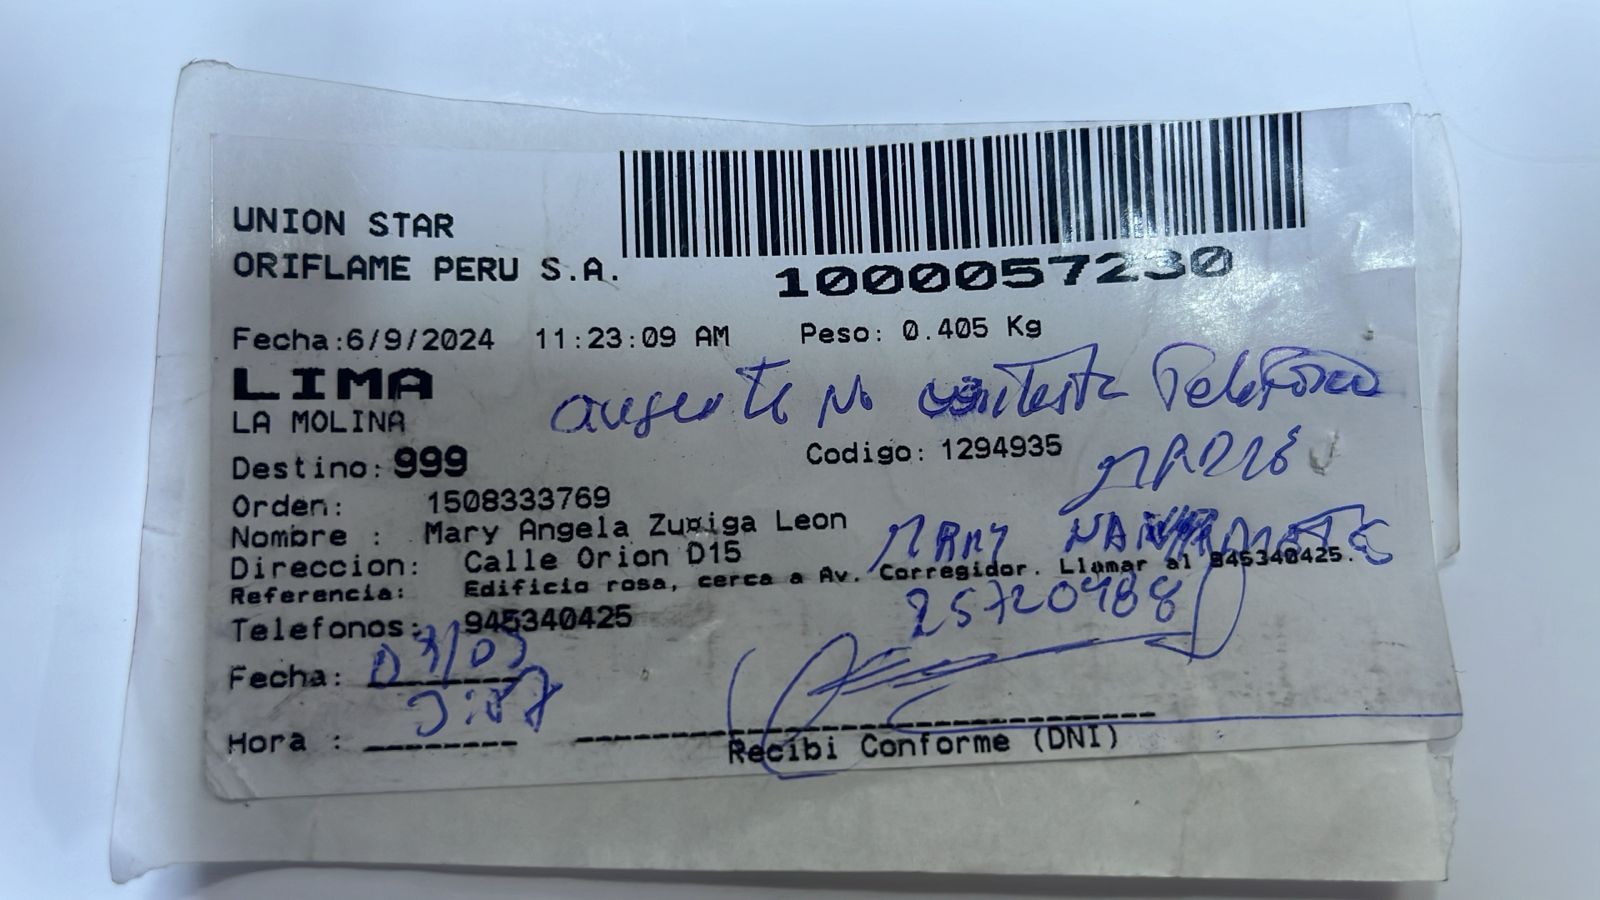 UNION STAR
ORIFLAME PERU S.A.
1000057230
Fecha:6/9/2024 11:23:09 AM Peso: 0.405 Kg
LIMA
ausente No contesta Telefono
LA MOLINA
Destino: 999 Codigo: 1294935
Orden: 1508333769
Nombre : Mary Angela Zuñiga Leon
Direccion: Calle Orion D15
Referencia: Edificio rosa, cerca a Av. Corregidor. Llamar al 945340425.
25720988
Telefonos: 945340425
Fecha:
Hora :
Recibi Conforme (DNI)